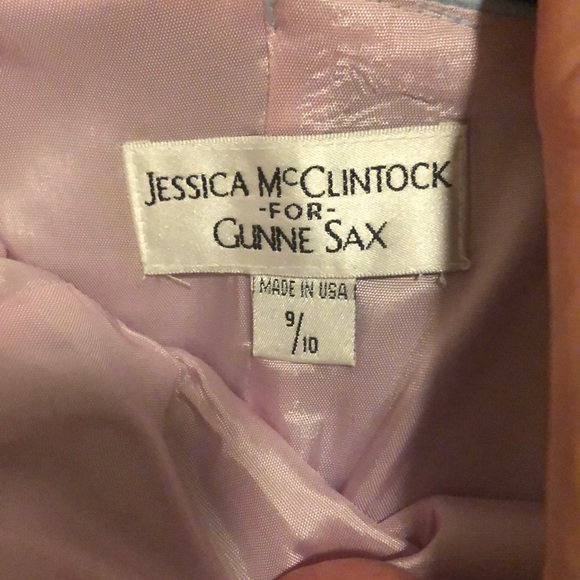 JESSICA McCLINTOCK
-FOR-
GUNNE SAX
MADE IN USA
9/10